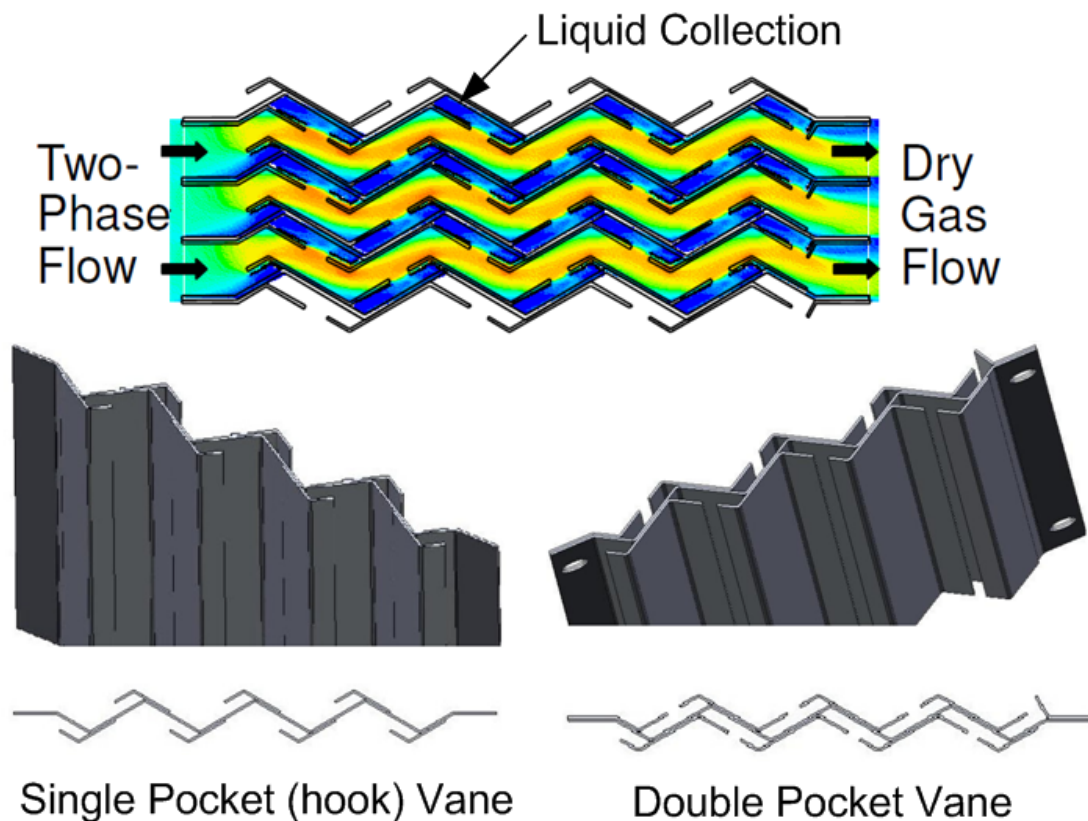 Liquid Collection
Two-
Phase
Flow
Dry
Gas
Flow
Single Pocket (hook) Vane
Double Pocket Vane